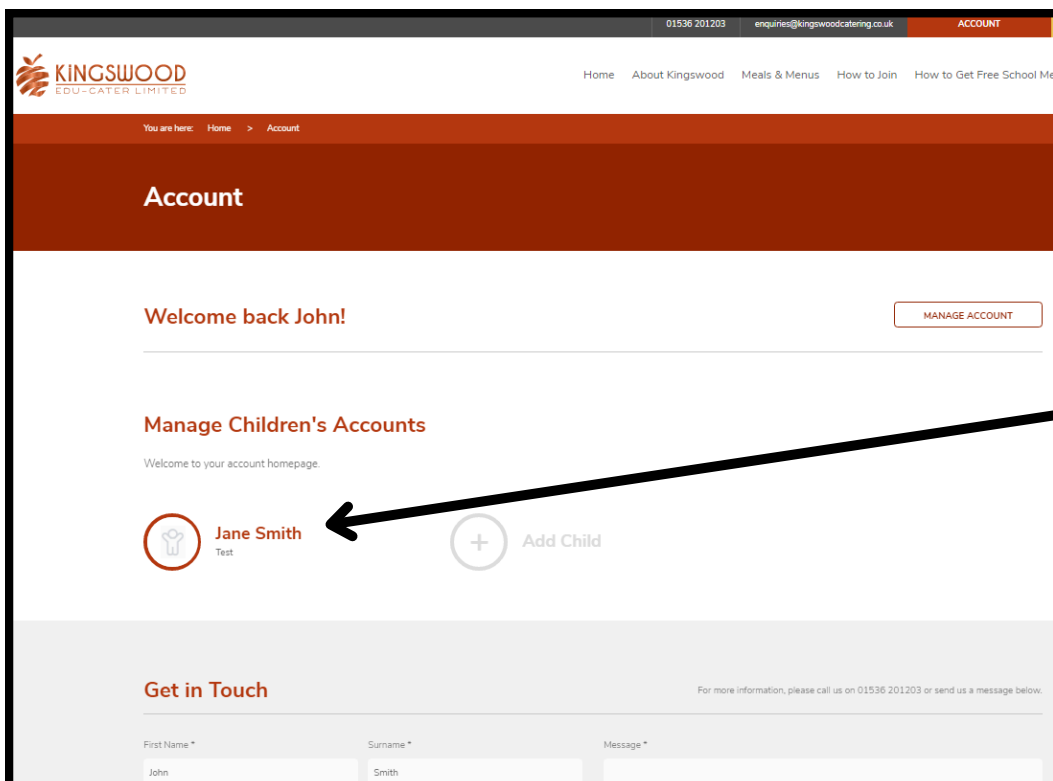 01536 201203 enquiries@kingswoodcatering.co.uk ACCOUNT
KINGSWOOD
EDU-CATER LIMITED
Home About Kingswood Meals & Menus How to Join How to Get Free School Me
You are here: Home > Account
Account
Welcome back John!
MANAGE ACCOUNT
Manage Children's Accounts
Welcome to your account homepage.
Jane Smith
Test
+ Add Child
Get in Touch
For more information, please call us on 01536 201203 or send us a message below.
First Name * Surname * Message *
John Smith